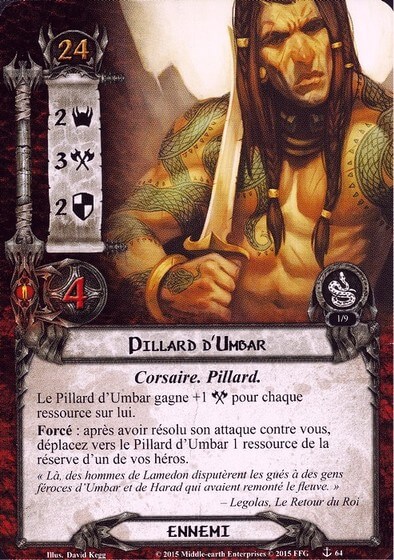 24
2
3
2
4
1/9
Pillard d'Umbar
Corsaire. Pillard.
Le Pillard d'Umbar gagne +1 pour chaque
ressource sur lui.
Forcé : après avoir résolu son attaque contre vous,
déplacez vers le Pillard d'Umbar 1 ressource de la
réserve d'un de vos héros.
« Là, des hommes de Lamedon disputaient les gués à des gens
féroces d'Umbar et de Harad qui avaient remonté le fleuve. »
– Legolas, Le Retour du Roi
ENNEMI
Illus. David Kegg © 2015 Middle-earth Enterprises © 2015 FFG 64